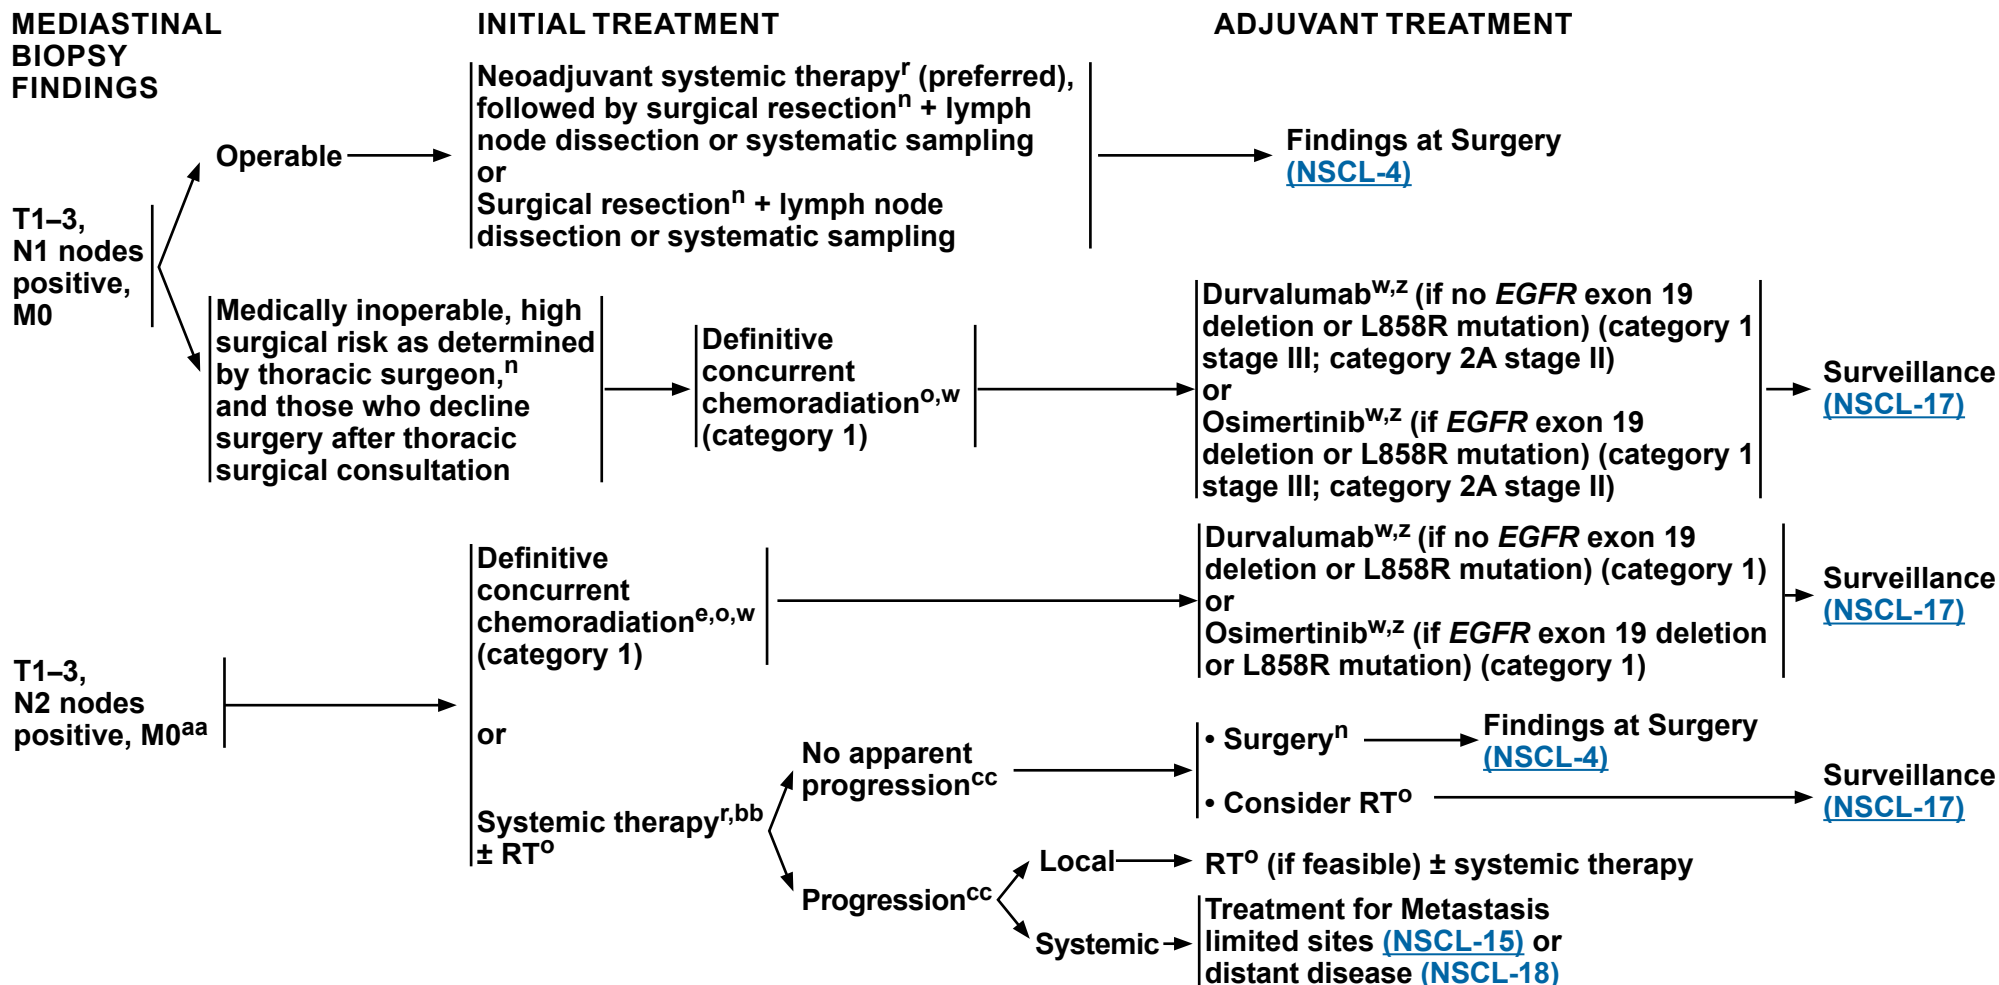 MEDIASTINAL
BIOPSY
FINDINGS
INITIAL TREATMENT
ADJUVANT TREATMENT
T1–3,
N1 nodes
positive,
M0
Operable
Neoadjuvant systemic therapyʳ (preferred),
followed by surgical resectionⁿ + lymph
node dissection or systematic sampling
or
Surgical resectionⁿ + lymph node
dissection or systematic sampling
Findings at Surgery
(NSCL-4)
Medically inoperable, high
surgical risk as determined
by thoracic surgeon,ⁿ
and those who decline
surgery after thoracic
surgical consultation
Definitive
concurrent
chemoradiationᵒ,ʷ
(category 1)
Durvalumabʷ,ᶻ (if no EGFR exon 19
deletion or L858R mutation) (category 1
stage III; category 2A stage II)
or
Osimertinibʷ,ᶻ (if EGFR exon 19
deletion or L858R mutation) (category 1
stage III; category 2A stage II)
Surveillance
(NSCL-17)
T1–3,
N2 nodes
positive, M0ᵃᵃ
Definitive
concurrent
chemoradiationᵉ,ᵒ,ʷ
(category 1)
Durvalumabʷ,ᶻ (if no EGFR exon 19
deletion or L858R mutation) (category 1)
or
Osimertinibʷ,ᶻ (if EGFR exon 19 deletion
or L858R mutation) (category 1)
Surveillance
(NSCL-17)
or
Systemic therapyʳ,ᵇᵇ
± RTᵒ
No apparent
progressionᶜᶜ
• Surgeryⁿ
Findings at Surgery
(NSCL-4)
• Consider RTᵒ
Surveillance
(NSCL-17)
Progressionᶜᶜ
Local
RTᵒ (if feasible) ± systemic therapy
Systemic
Treatment for Metastasis
limited sites (NSCL-15) or
distant disease (NSCL-18)